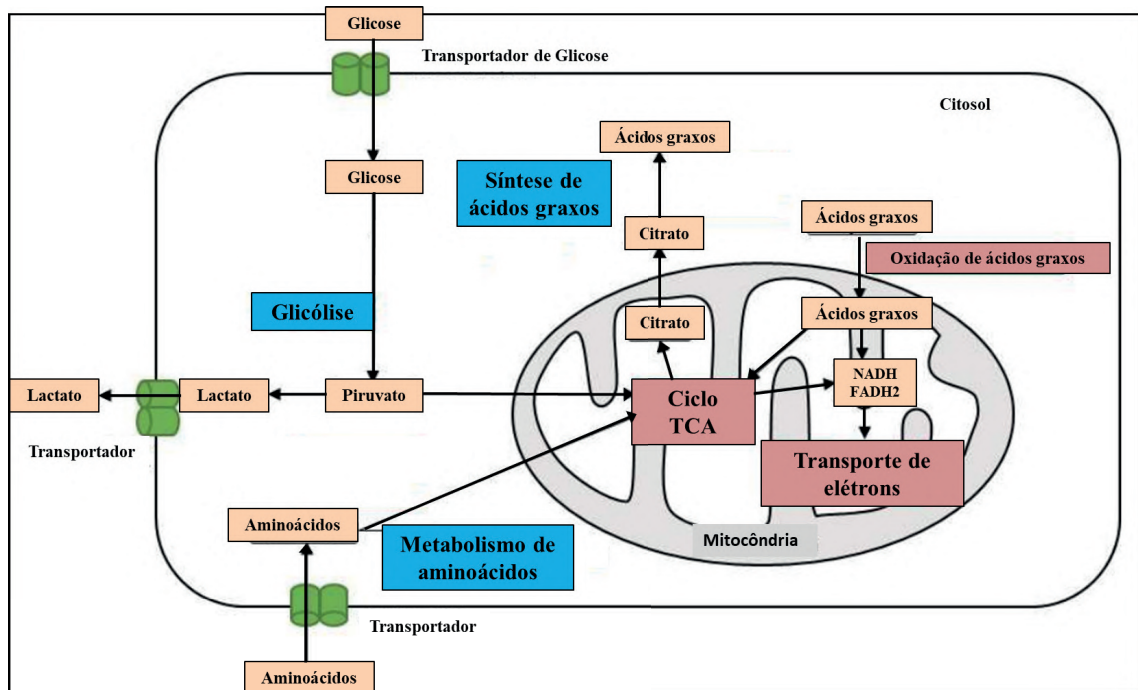 Glicose
Transportador de Glicose
Citosol
Ácidos graxos
Glicose
Síntese de
ácidos graxos
Ácidos graxos
Citrato
Oxidação de ácidos graxos
Glicólise
Citrato
Ácidos graxos
NADH
FADH2
Lactato
Lactato
Piruvato
Ciclo
TCA
Transportador
Transporte de
elétrons
Aminoácidos
Metabolismo de
aminoácidos
Mitocôndria
Transportador
Aminoácidos